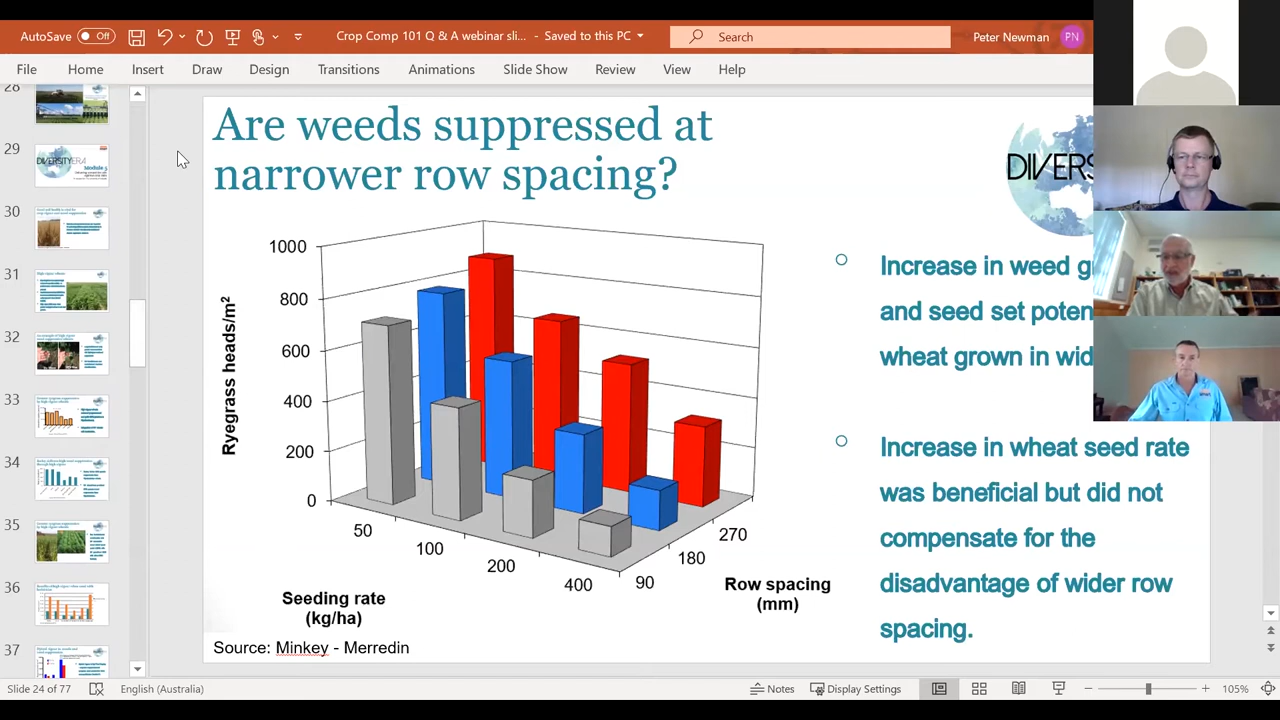 AutoSave Off
Crop Comp 101 Q & A webinar sli... - Saved to this PC
Search
Peter Newman PN
File Home Insert Draw Design Transitions Animations Slide Show Review View Help
28
29
30
31
32
33
34
35
36
37
Are weeds suppressed at
narrower row spacing?
DIVERS
1000
800
600
400
200
0
Ryegrass heads/m²
50
100
200
400
90
180
270
Seeding rate
(kg/ha)
Row spacing
(mm)
Source: Minkey - Merredin
Increase in weed g
and seed set poten
wheat grown in wid
Increase in wheat seed rate
was beneficial but did not
compensate for the
disadvantage of wider row
spacing.
Slide 24 of 77 English (Australia) Notes Display Settings 105%